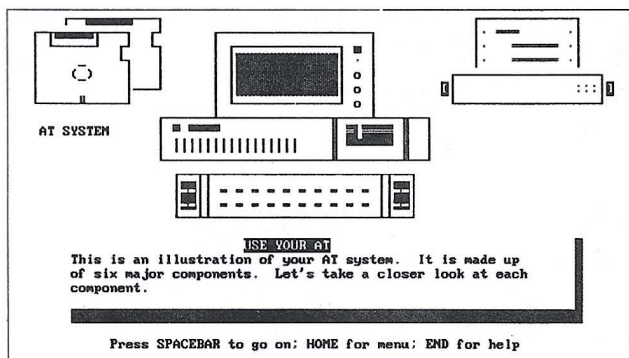 AT SYSTEM
USE YOUR AT
This is an illustration of your AT system. It is made up
of six major components. Let's take a closer look at each
component.
Press SPACEBAR to go on; HOME for menu; END for help